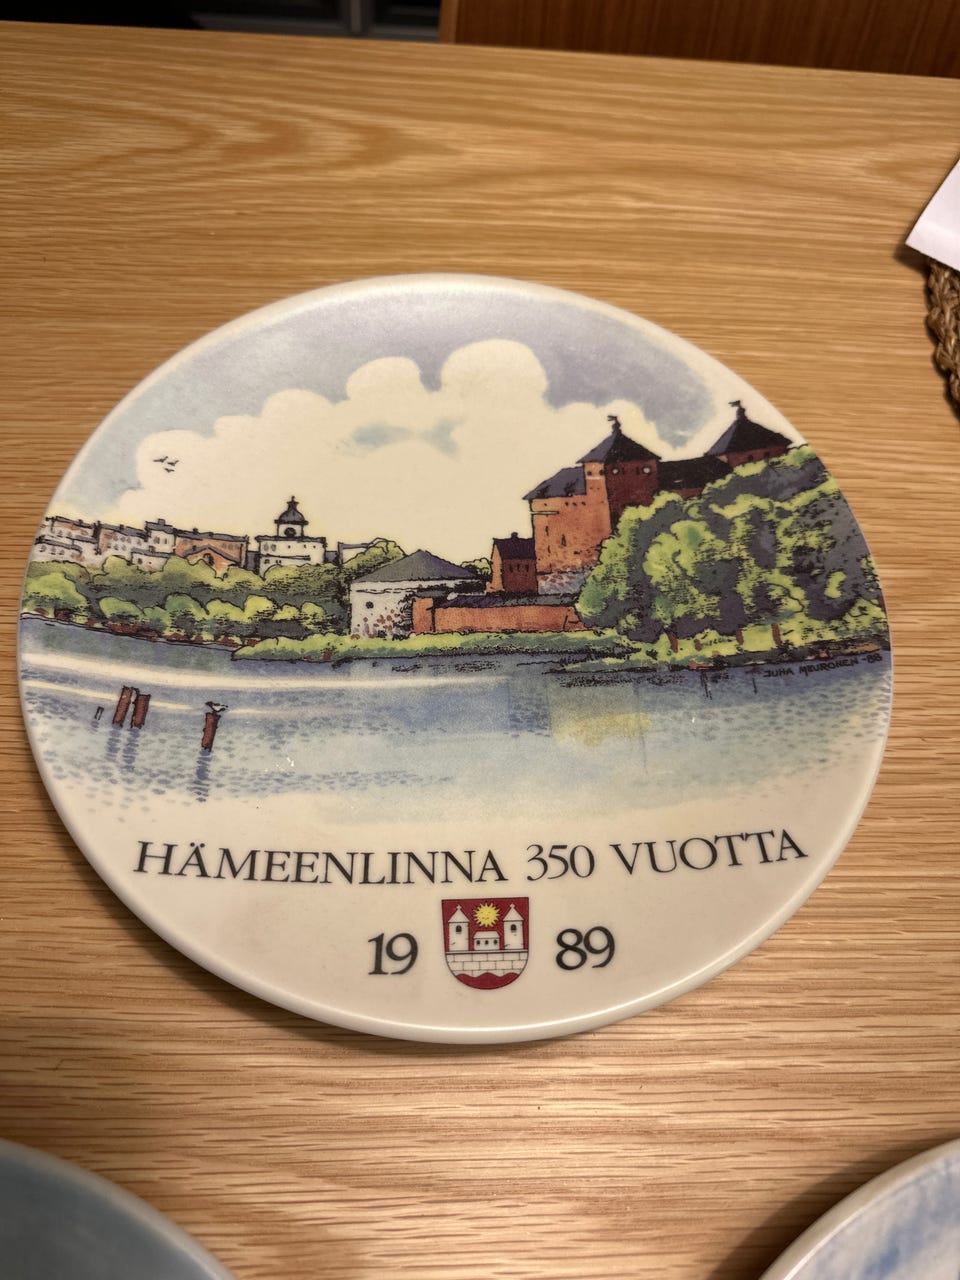 JUHA MEURONEN -88
HÄMEENLINNA 350 VUOTTA
19 89